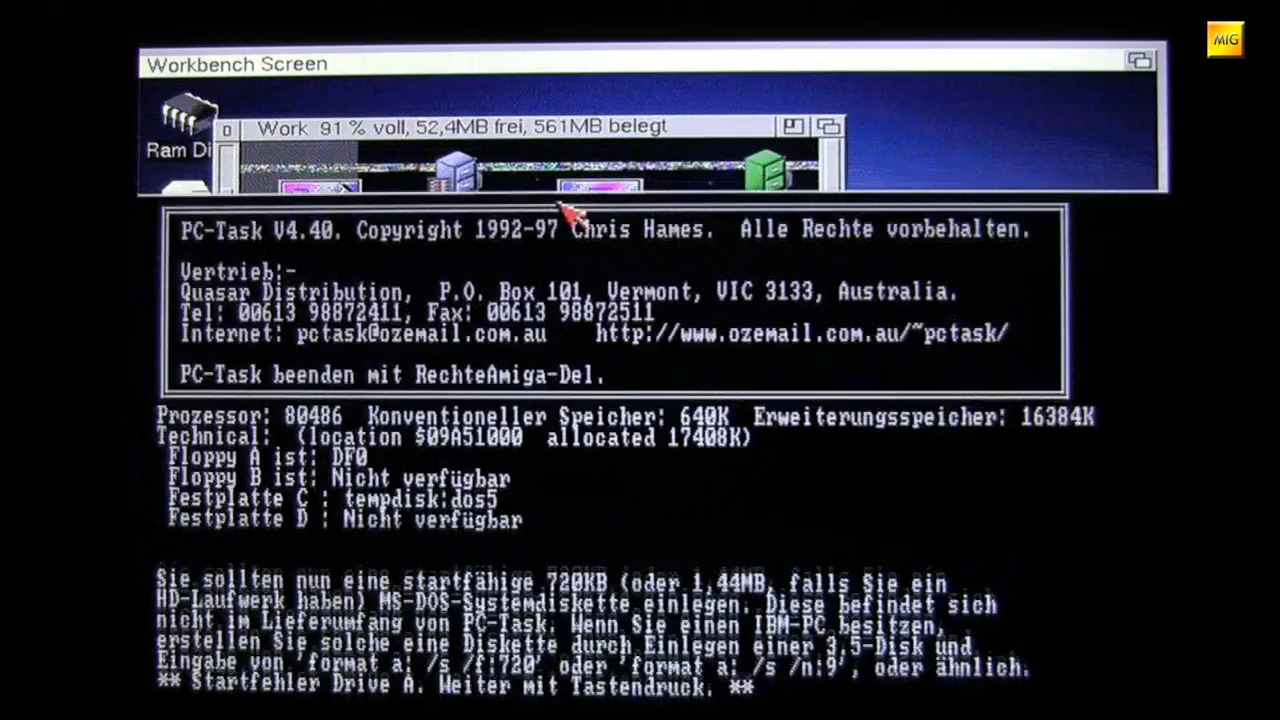 MIG
Workbench Screen
Ram Di
Work 91 % voll, 52,4MB frei, 561MB belegt
PC-Task V4.40. Copyright 1992-97 Chris Hames. Alle Rechte vorbehalten.
Vertrieb:-
Quasar Distribution, P.O. Box 101, Vermont, VIC 3133, Australia.
Tel: 00613 98872411, Fax: 00613 98872511
Internet: pctask@ozemail.com.au http://www.ozemail.com.au/~pctask/
PC-Task beenden mit RechteAmiga-Del.
Prozessor: 80486 Konventioneller Speicher: 640K Erweiterungsspeicher: 16384K
Technical: (location $09A51000 allocated 17408K)
Floppy A ist: DF0
Floppy B ist: Nicht verfügbar
Festplatte C : tempdisk:dos5
Festplatte D : Nicht verfügbar
Sie sollten nun eine startfähige 720KB (oder 1,44MB, falls Sie ein
HD-Laufwerk haben) MS-DOS-Systemdiskette einlegen. Diese befindet sich
nicht im Lieferumfang von PC-Task. Wenn Sie einen IBM-PC besitzen,
erstellen Sie solche eine Diskette durch Einlegen einer 3,5-Disk und
Eingabe von 'format a: /s /f:720' oder 'format a: /s /n:9', oder ähnlich.
** Startfehler Drive A. Weiter mit Tastendruck. **